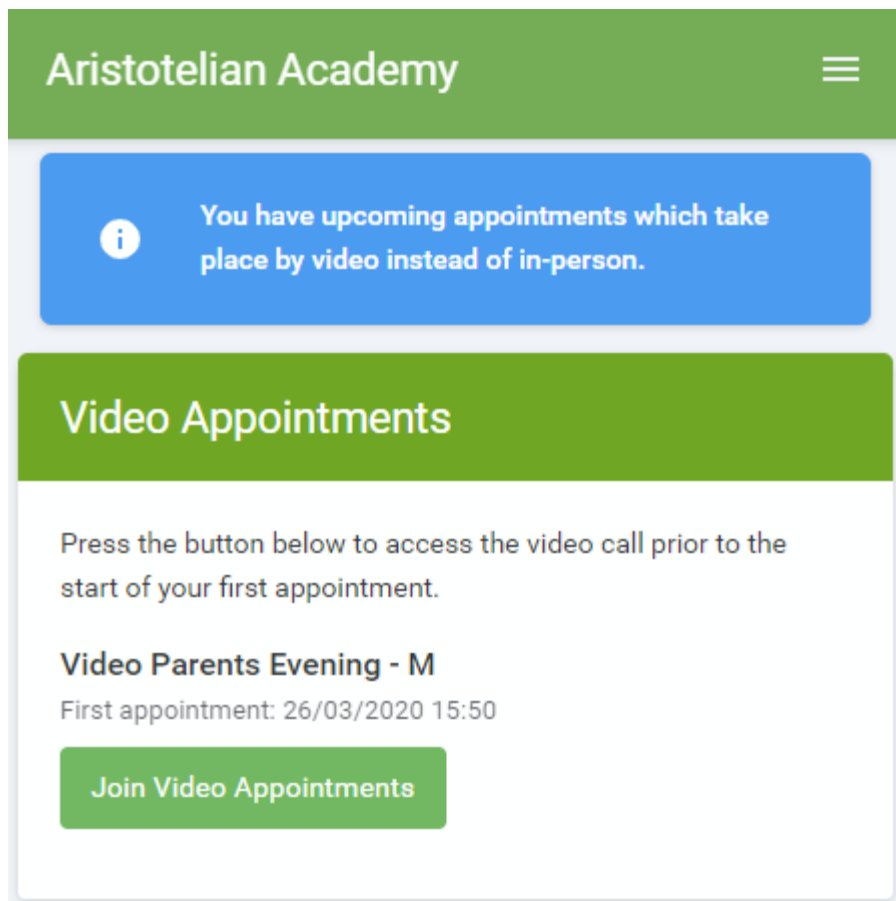 Aristotelian Academy
You have upcoming appointments which take
place by video instead of in-person.
Video Appointments
Press the button below to access the video call prior to the
start of your first appointment.
Video Parents Evening - M
First appointment: 26/03/2020 15:50
Join Video Appointments